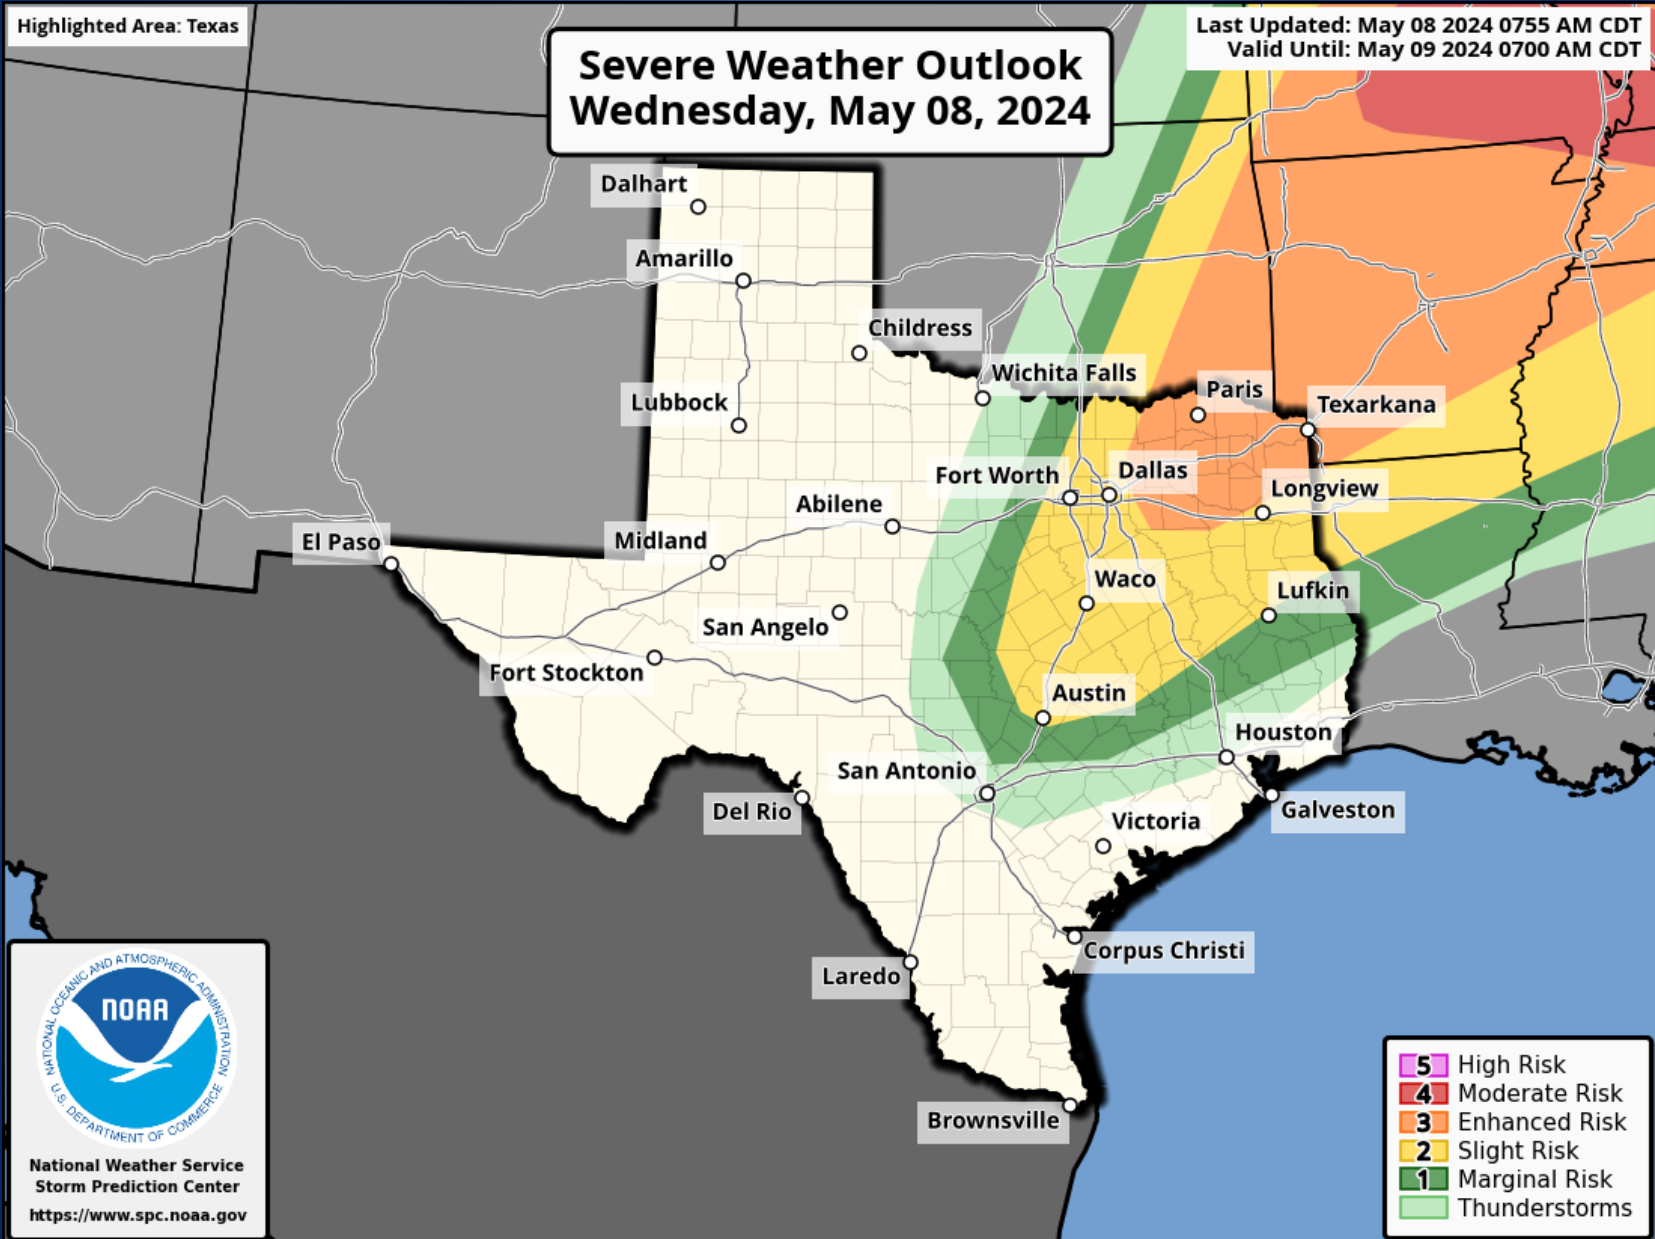 Highlighted Area: Texas
Last Updated: May 08 2024 0755 AM CDT
Valid Until: May 09 2024 0700 AM CDT
Severe Weather Outlook
Wednesday, May 08, 2024
Dalhart
Amarillo
Childress
Wichita Falls
Paris
Lubbock
Texarkana
Fort Worth
Dallas
Longview
Abilene
El Paso
Midland
Waco
Lufkin
San Angelo
Fort Stockton
Austin
Houston
San Antonio
Del Rio
Galveston
Victoria
Corpus Christi
Laredo
Brownsville
NATIONAL OCEANIC AND ATMOSPHERIC ADMINISTRATION
NOAA
U.S. DEPARTMENT OF COMMERCE
National Weather Service
Storm Prediction Center
https://www.spc.noaa.gov
5 High Risk
4 Moderate Risk
3 Enhanced Risk
2 Slight Risk
1 Marginal Risk
Thunderstorms